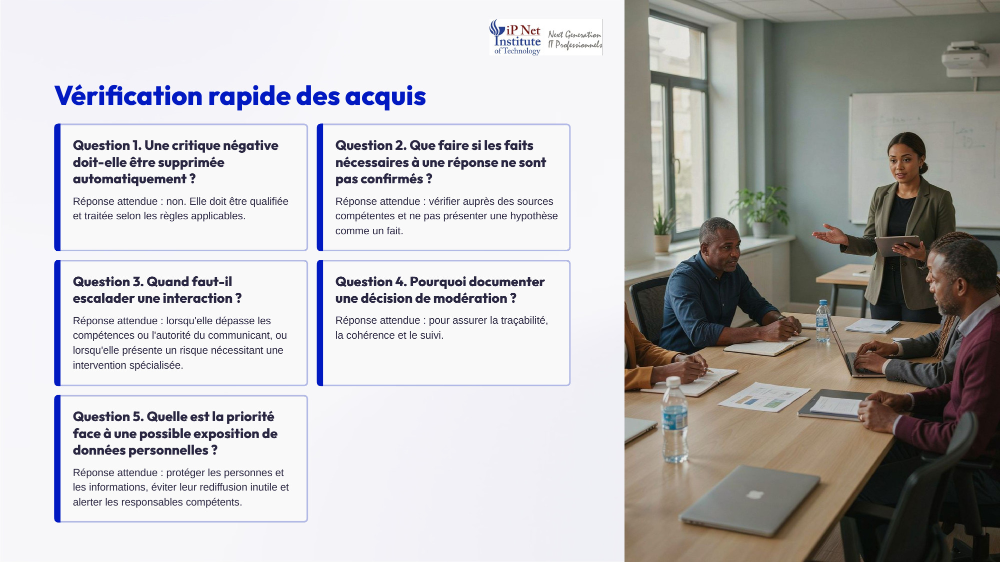 iP Net
Institute
of Technology
Next Generation
IT Professionnels
Vérification rapide des acquis
Question 1. Une critique négative
doit-elle être supprimée
automatiquement ?
Réponse attendue : non. Elle doit être qualifiée
et traitée selon les règles applicables.
Question 2. Que faire si les faits
nécessaires à une réponse ne sont
pas confirmés ?
Réponse attendue : vérifier auprès des sources
compétentes et ne pas présenter une hypothèse
comme un fait.
Question 3. Quand faut-il
escalader une interaction ?
Réponse attendue : lorsqu'elle dépasse les
compétences ou l'autorité du communicant, ou
lorsqu'elle présente un risque nécessitant une
intervention spécialisée.
Question 4. Pourquoi documenter
une décision de modération ?
Réponse attendue : pour assurer la traçabilité,
la cohérence et le suivi.
Question 5. Quelle est la priorité
face à une possible exposition de
données personnelles ?
Réponse attendue : protéger les personnes et
les informations, éviter leur rediffusion inutile et
alerter les responsables compétents.